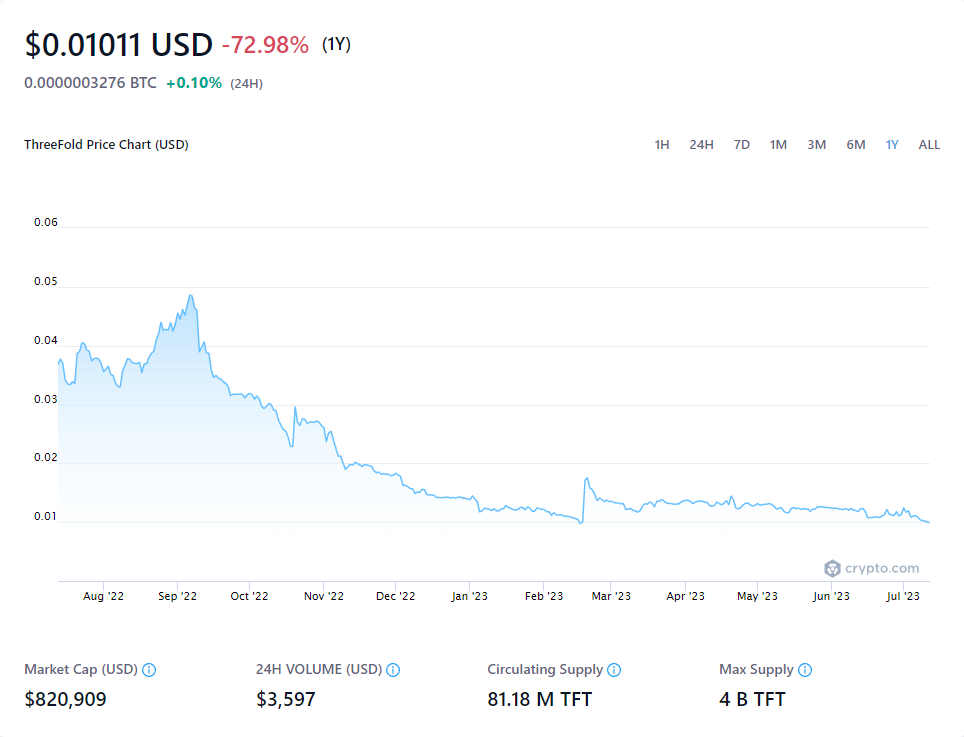 $0.01011 USD -72.98% (1Y)
0.0000003276 BTC +0.10% (24H)
ThreeFold Price Chart (USD) 1H 24H 7D 1M 3M 6M 1Y ALL
0.06
0.05
0.04
0.03
0.02
0.01
crypto.com
Aug '22 Sep '22 Oct '22 Nov '22 Dec '22 Jan '23 Feb '23 Mar '23 Apr '23 May '23 Jun '23 Jul '23
Market Cap (USD) 24H VOLUME (USD) Circulating Supply Max Supply
$820,909 $3,597 81.18 M TFT 4 B TFT